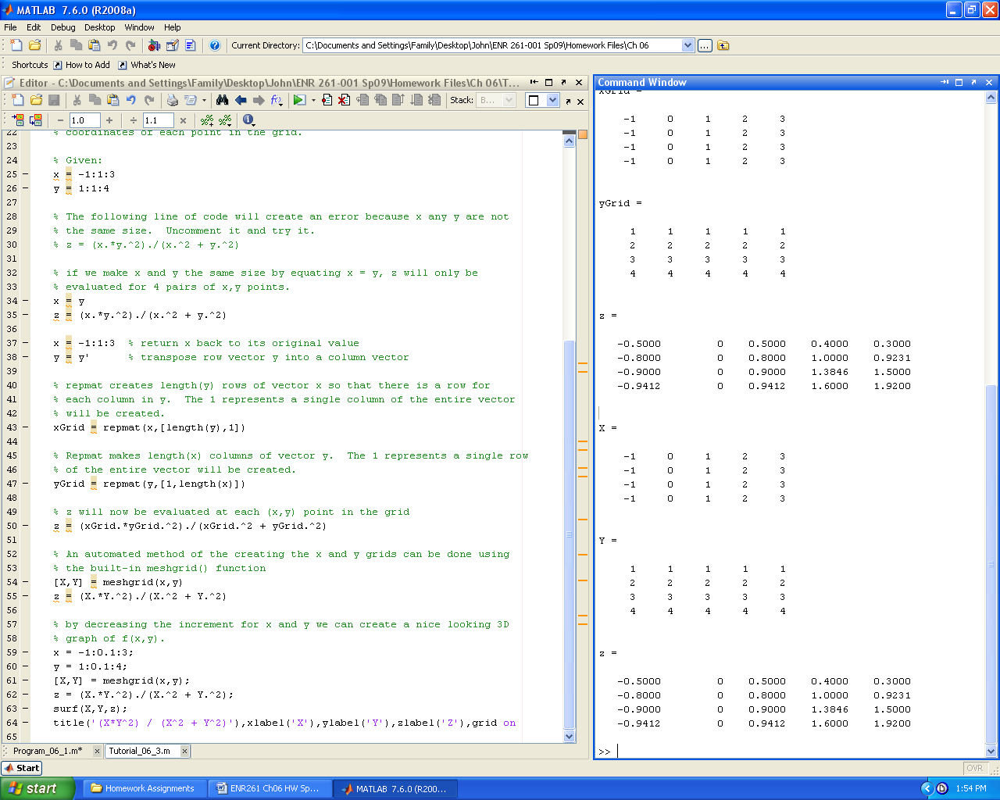 MATLAB  7.6.0 (R2008a)
File Edit Debug Desktop Window Help
Current Directory: C:\Documents and Settings\Family\Desktop\John\ENR 261-001 Sp09\Homework Files\Ch 06
Shortcuts How to Add What's New
Editor - C:\Documents and Settings\Family\Desktop\John\ENR 261-001 Sp09\Homework Files\Ch 06\T...
Stack: B...
− 1.0 + ÷ 1.1 ×
22 % coordinates of each point in the grid.
23
24 % Given:
25 – x = -1:1:3
26 – y = 1:1:4
27
28 % The following line of code will create an error because x any y are not
29 % the same size.  Uncomment it and try it.
30 % z = (x.*y.^2)./(x.^2 + y.^2)
31
32 % if we make x and y the same size by equating x = y, z will only be
33 % evaluated for 4 pairs of x,y points.
34 – x = y
35 – z = (x.*y.^2)./(x.^2 + y.^2)
36
37 – x = -1:1:3  % return x back to its original value
38 – y = y'      % transpose row vector y into a column vector
39
40 % repmat creates length(y) rows of vector x so that there is a row for
41 % each column in y.  The 1 represents a single column of the entire vector
42 % will be created.
43 – xGrid = repmat(x,[length(y),1])
44
45 % Repmat makes length(x) columns of vector y.  The 1 represents a single row
46 % of the entire vector will be created.
47 – yGrid = repmat(y,[1,length(x)])
48
49 % z will now be evaluated at each (x,y) point in the grid
50 – z = (xGrid.*yGrid.^2)./(xGrid.^2 + yGrid.^2)
51
52 % An automated method of the creating the x and y grids can be done using
53 % the built-in meshgrid() function
54 – [X,Y] = meshgrid(x,y)
55 – z = (X.*Y.^2)./(X.^2 + Y.^2)
56
57 % by decreasing the increment for x and y we can create a nice looking 3D
58 % graph of f(x,y).
59 – x = -1:0.1:3;
60 – y = 1:0.1:4;
61 – [X,Y] = meshgrid(x,y);
62 – z = (X.*Y.^2)./(X.^2 + Y.^2);
63 – surf(X,Y,z);
64 – title('(X*Y^2) / (X^2 + Y^2)'),xlabel('X'),ylabel('Y'),zlabel('Z'),grid on
65
Program_06_1.m* × Tutorial_06_3.m ×
Command Window
xGrid =
-1 0 1 2 3
-1 0 1 2 3
-1 0 1 2 3
-1 0 1 2 3
yGrid =
1 1 1 1 1
2 2 2 2 2
3 3 3 3 3
4 4 4 4 4
z =
-0.5000 0 0.5000 0.4000 0.3000
-0.8000 0 0.8000 1.0000 0.9231
-0.9000 0 0.9000 1.3846 1.5000
-0.9412 0 0.9412 1.6000 1.9200
X =
-1 0 1 2 3
-1 0 1 2 3
-1 0 1 2 3
-1 0 1 2 3
Y =
1 1 1 1 1
2 2 2 2 2
3 3 3 3 3
4 4 4 4 4
z =
-0.5000 0 0.5000 0.4000 0.3000
-0.8000 0 0.8000 1.0000 0.9231
-0.9000 0 0.9000 1.3846 1.5000
-0.9412 0 0.9412 1.6000 1.9200
>>
Start OVR
start Homework Assignments ENR261 Ch06 HW Sp... MATLAB  7.6.0 (R200... 1:54 PM